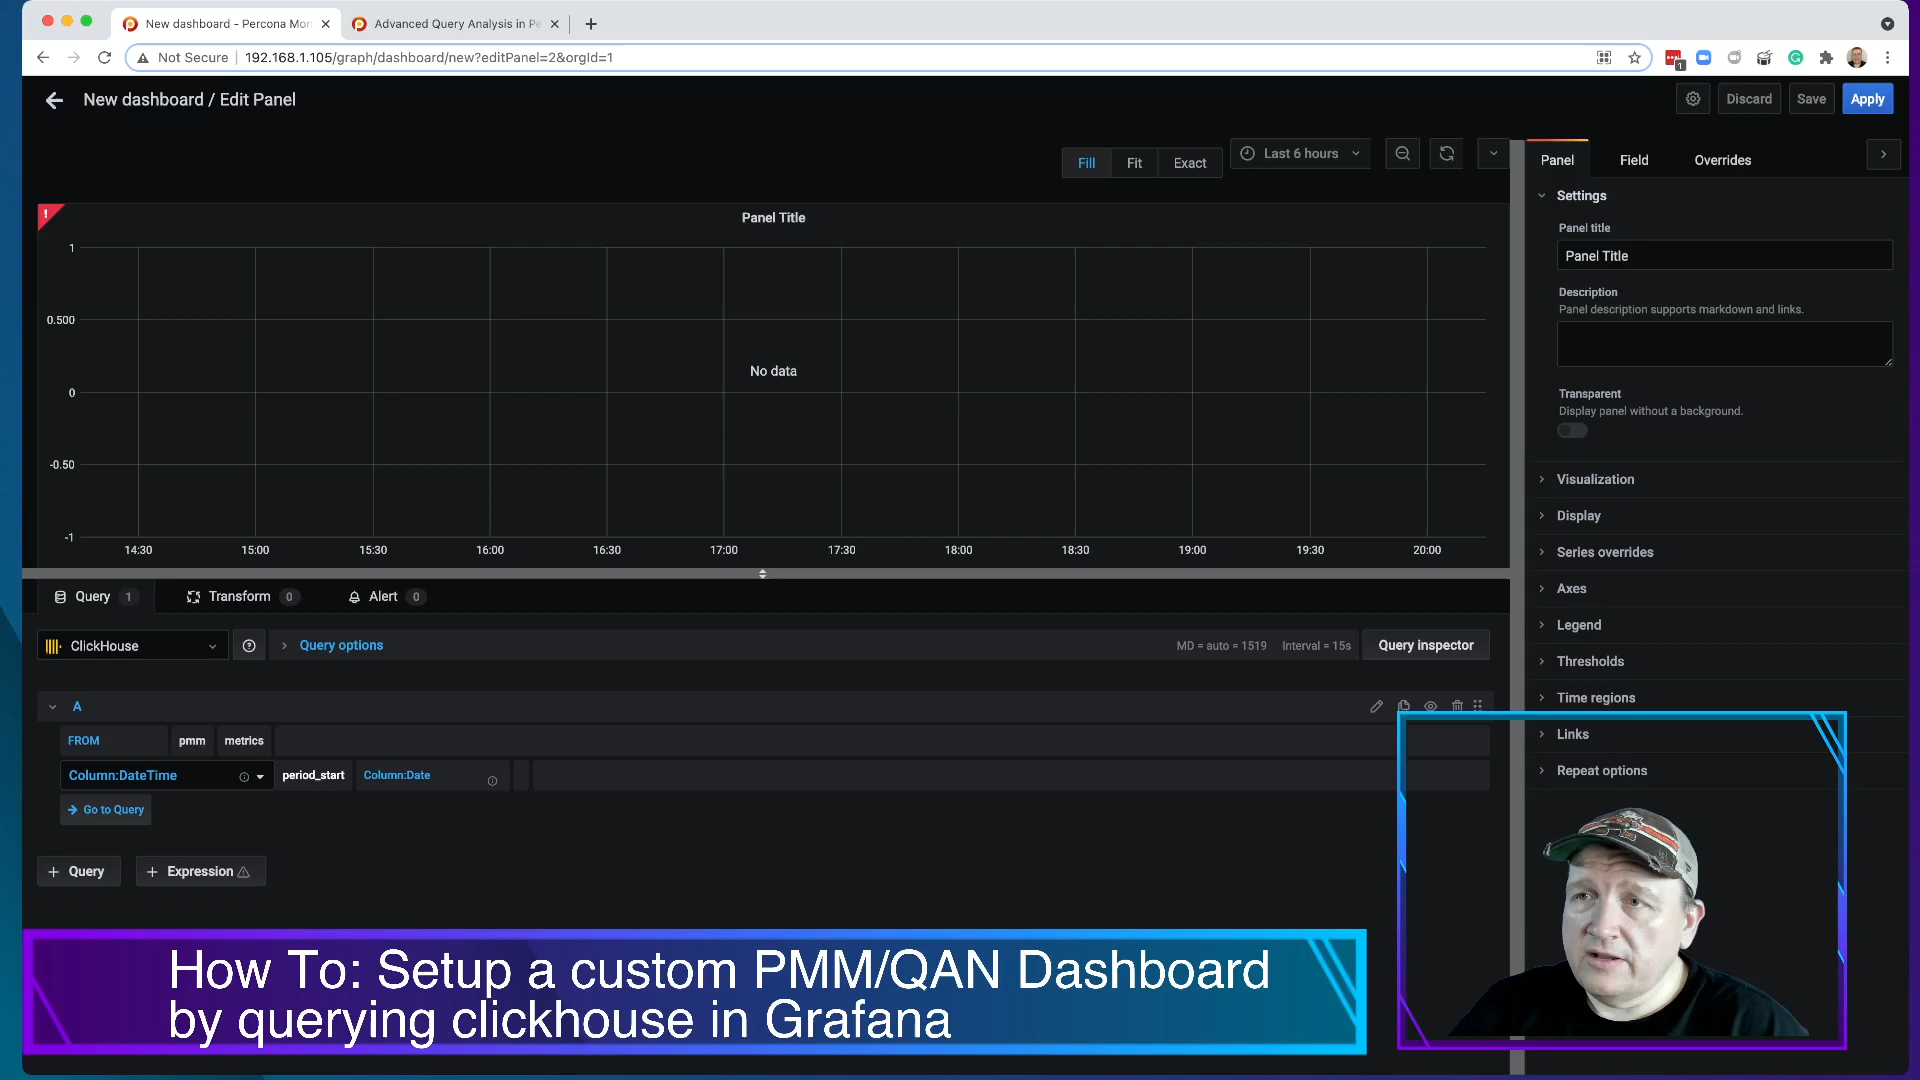 New dashboard - Percona Mon
Advanced Query Analysis in Pe
Not Secure
192.168.1.105/graph/dashboard/new?editPanel=2&orgId=1
1
New dashboard / Edit Panel
Discard
Save
Apply
Fill
Fit
Exact
Last 6 hours
Panel
Field
Overrides
Settings
Panel title
Panel Title
Description
Panel description supports markdown and links.
Transparent
Display panel without a background.
Visualization
Display
Series overrides
Axes
Legend
Thresholds
Time regions
Links
Repeat options
!
Panel Title
1
0.500
0
-0.50
-1
No data
14:30
15:00
15:30
16:00
16:30
17:00
17:30
18:00
18:30
19:00
19:30
20:00
Query 1
Transform 0
Alert 0
ClickHouse
Query options
MD = auto = 1519
Interval = 15s
Query inspector
A
FROM
pmm
metrics
Column:DateTime
period_start
Column:Date
Go to Query
+ Query
+ Expression
How To: Setup a custom PMM/QAN Dashboard
by querying clickhouse in Grafana